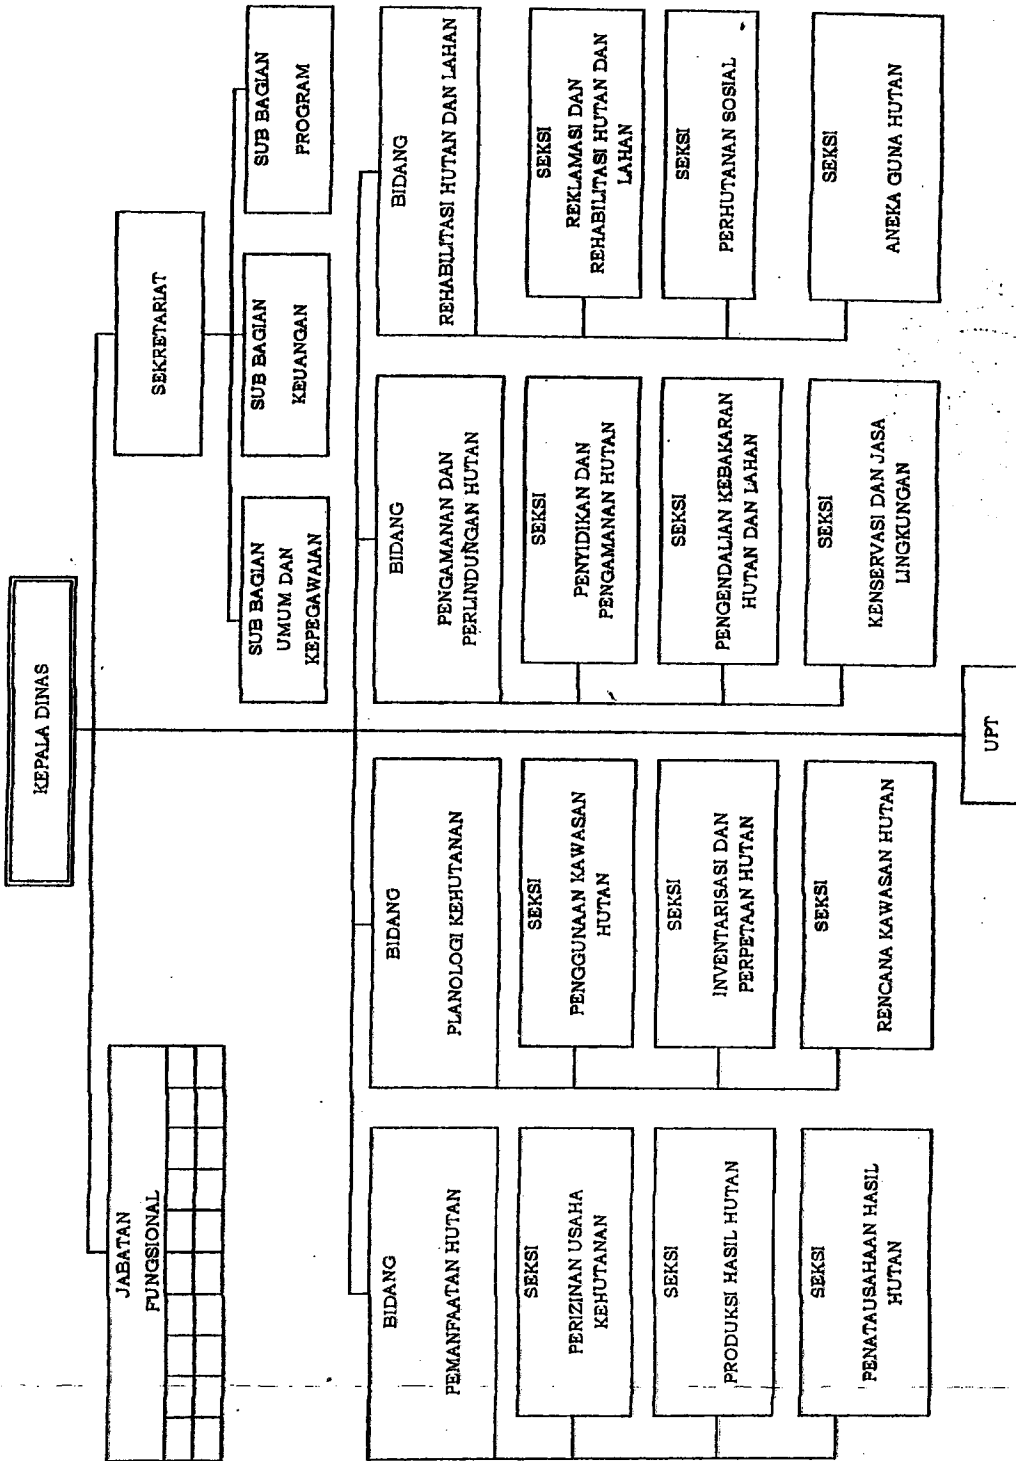 KEPALA DINAS
JABATAN
FUNGSIONAL
SEKRETARIAT
SUB BAGIAN
UMUM DAN
KEPEGAWAIAN
SUB BAGIAN
KEUANGAN
SUB BAGIAN
PROGRAM
BIDANG
PEMANFAATAN HUTAN
SEKSI
PERIZINAN USAHA
KEHUTANAN
SEKSI
PRODUKSI HASIL HUTAN
SEKSI
PENATAUSAHAAN HASIL
HUTAN
BIDANG
PLANOLOGI KEHUTANAN
SEKSI
PENGGUNAAN KAWASAN
HUTAN
SEKSI
INVENTARISASI DAN
PERPETAAN HUTAN
SEKSI
RENCANA KAWASAN HUTAN
BIDANG
PENGAMANAN DAN
PERLINDUNGAN HUTAN
SEKSI
PENYIDIKAN DAN
PENGAMANAN HUTAN
SEKSI
PENGENDALIAN KEBAKARAN
HUTAN DAN LAHAN
SEKSI
KENSERVASI DAN JASA
LINGKUNGAN
BIDANG
REHABILITASI HUTAN DAN LAHAN
SEKSI
REKLAMASI DAN
REHABILITASI HUTAN DAN
LAHAN
SEKSI
PERHUTANAN SOSIAL
SEKSI
ANEKA GUNA HUTAN
UPT